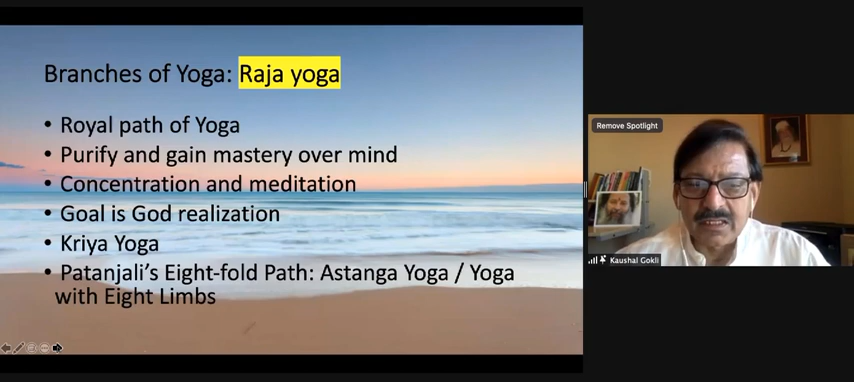 Branches of Yoga: Raja yoga
• Royal path of Yoga
• Purify and gain mastery over mind
• Concentration and meditation
• Goal is God realization
• Kriya Yoga
• Patanjali’s Eight-fold Path: Astanga Yoga / Yoga
with Eight Limbs
Remove Spotlight
Kaushal Gokli